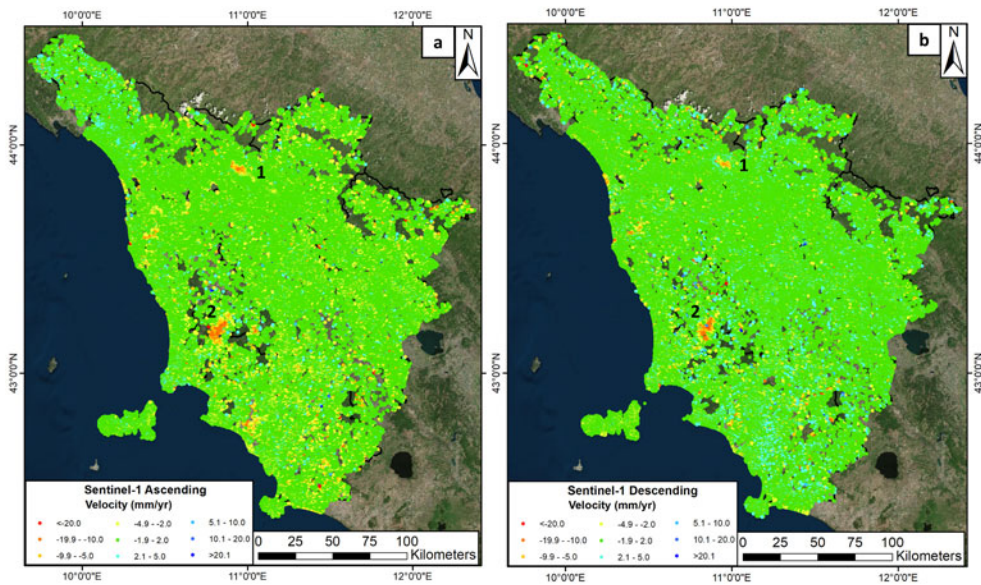 10°0'0"E 11°0'0"E 12°0'0"E
a
N
44°0'0"N
43°0'0"N
1
2
Sentinel-1 Ascending
Velocity (mm/yr)
<-20.0 -4.9 - -2.0 5.1 - 10.0
-19.9 - -10.0 -1.9 - 2.0 10.1 - 20.0
-9.9 - -5.0 2.1 - 5.0 >20.1
0 25 50 75 100
Kilometers
10°0'0"E 11°0'0"E 12°0'0"E
10°0'0"E 11°0'0"E 12°0'0"E
b
N
44°0'0"N
43°0'0"N
1
2
Sentinel-1 Descending
Velocity (mm/yr)
<-20.0 -4.9 - -2.0 5.1 - 10.0
-19.9 - -10.0 -1.9 - 2.0 10.1 - 20.0
-9.9 - -5.0 2.1 - 5.0 >20.1
0 25 50 75 100
Kilometers
10°0'0"E 11°0'0"E 12°0'0"E